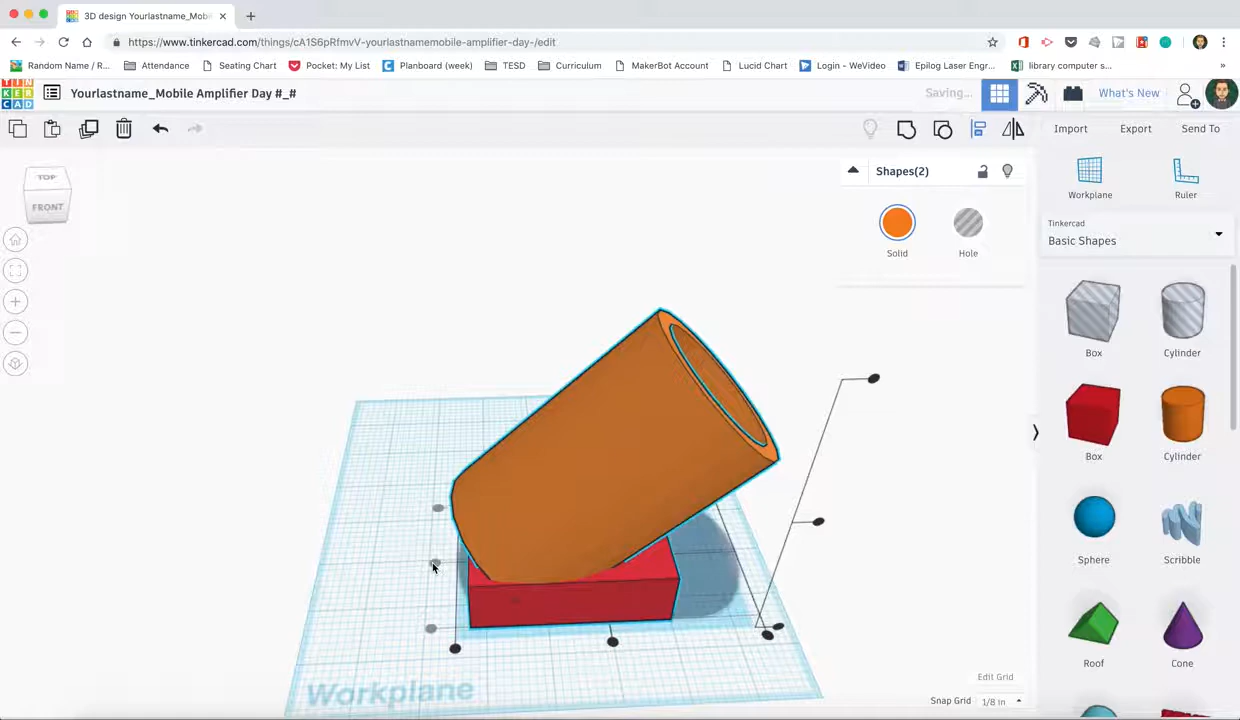 3D design Yourlastname_Mobi
https://www.tinkercad.com/things/cA1S6pRfmvV-yourlastnamemobile-amplifier-day-/edit
Random Name / R...
Attendance
Seating Chart
Pocket: My List
Planboard (week)
TESD
Curriculum
MakerBot Account
Lucid Chart
Login - WeVideo
Epilog Laser Engr...
library computer s...
»
TIN
KER
CAD
Yourlastname_Mobile Amplifier Day #_#
Saving...
What's New
Import
Export
Send To
TOP
FRONT
Shapes(2)
Solid
Hole
Workplane
Ruler
Tinkercad
Basic Shapes
Box
Cylinder
Box
Cylinder
Sphere
Scribble
Roof
Cone
Workplane
Edit Grid
Snap Grid
1/8 in